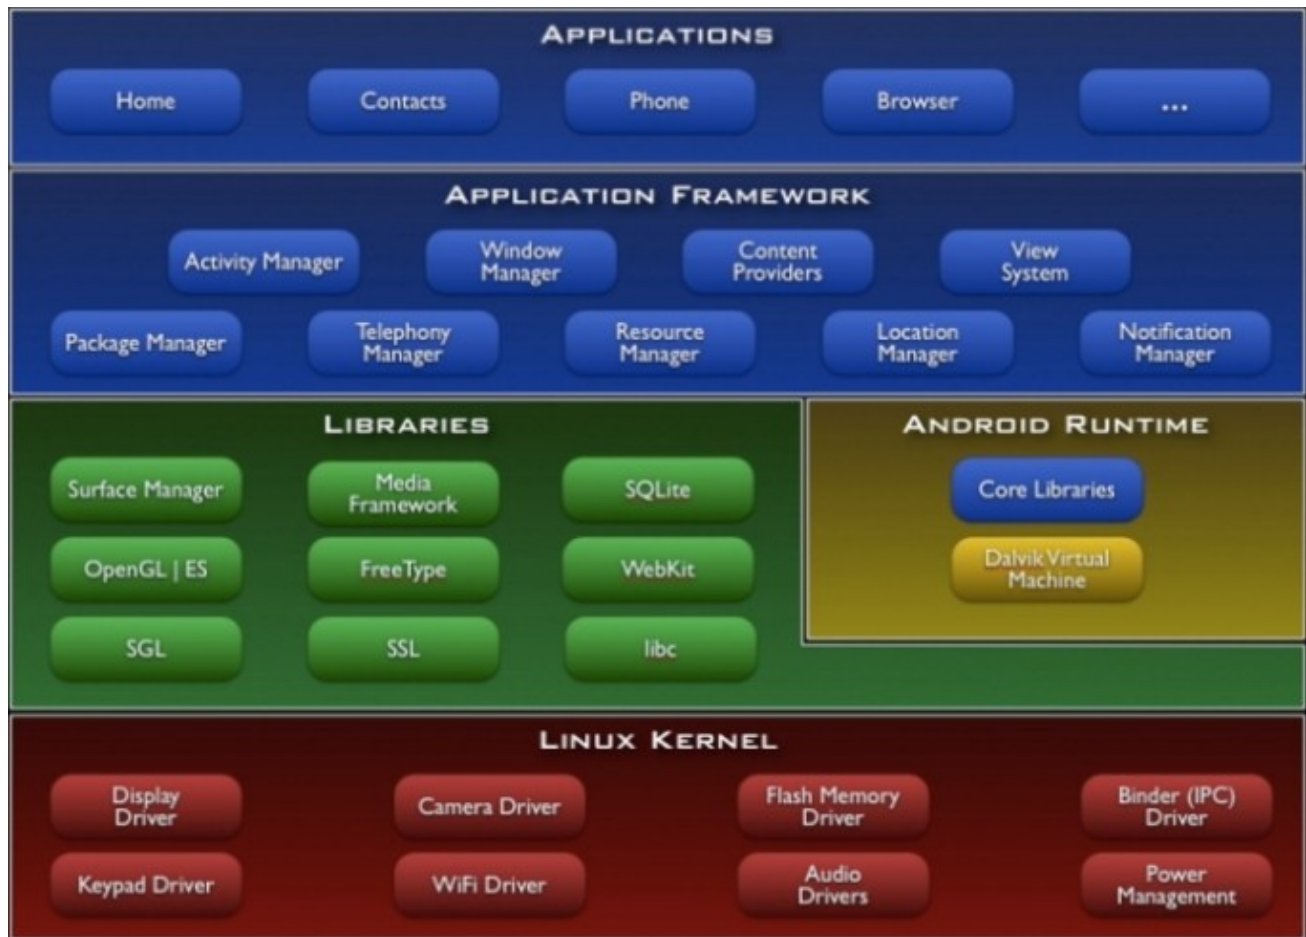 APPLICATIONS
Home
Contacts
Phone
Browser
...
APPLICATION FRAMEWORK
Activity Manager
Window
Manager
Content
Providers
View
System
Package Manager
Telephony
Manager
Resource
Manager
Location
Manager
Notification
Manager
LIBRARIES
Surface Manager
Media
Framework
SQLite
OpenGL | ES
FreeType
WebKit
SGL
SSL
libc
ANDROID RUNTIME
Core Libraries
Dalvik Virtual
Machine
LINUX KERNEL
Display
Driver
Camera Driver
Flash Memory
Driver
Binder (IPC)
Driver
Keypad Driver
WiFi Driver
Audio
Drivers
Power
Management